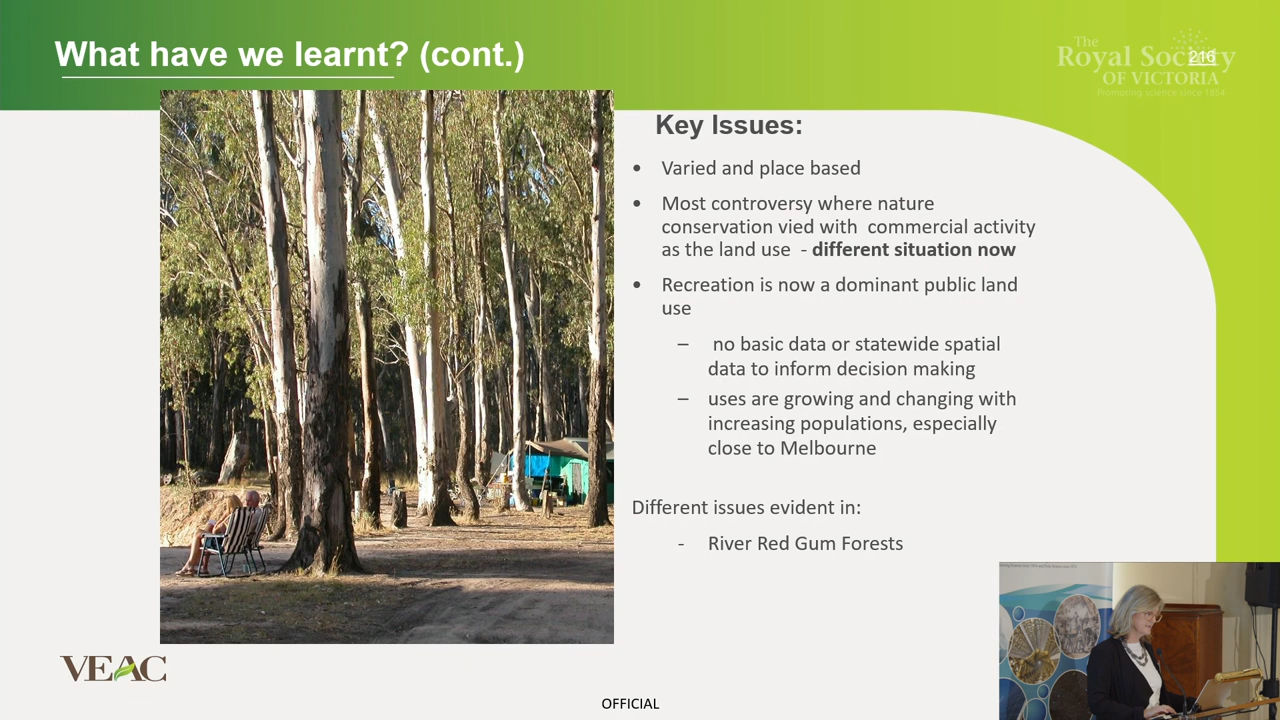 What have we learnt? (cont.)
The
Royal Society
OF VICTORIA
Promoting science since 1854
216
Key Issues:
• Varied and place based
• Most controversy where nature
conservation vied with commercial activity
as the land use - different situation now
• Recreation is now a dominant public land
use
– no basic data or statewide spatial
data to inform decision making
– uses are growing and changing with
increasing populations, especially
close to Melbourne
Different issues evident in:
- River Red Gum Forests
VEAC
OFFICIAL